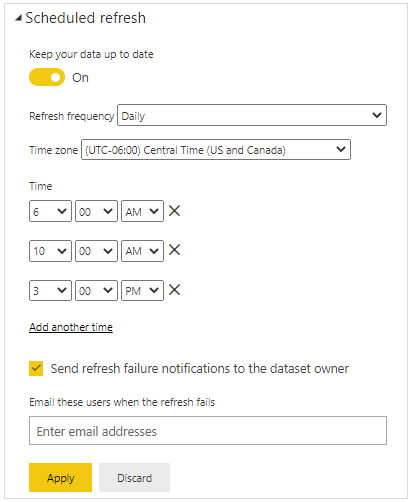 Scheduled refresh
Keep your data up to date
On
Refresh frequency Daily
Time zone (UTC-06:00) Central Time (US and Canada)
Time
6 00 AM
10 00 AM
3 00 PM
Add another time
Send refresh failure notifications to the dataset owner
Email these users when the refresh fails
Enter email addresses
Apply Discard